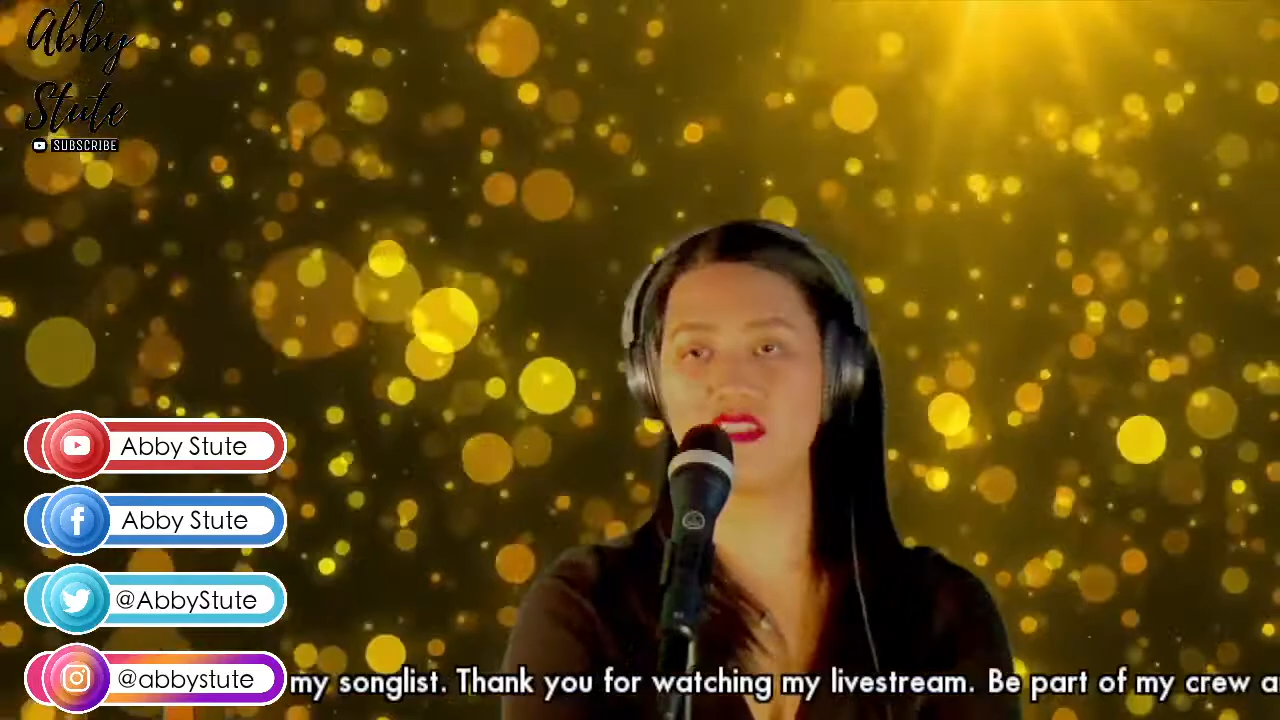 Abby
Stute
SUBSCRIBE
Abby Stute
Abby Stute
@AbbyStute
@abbystute
my songlist. Thank you for watching my livestream. Be part of my crew a